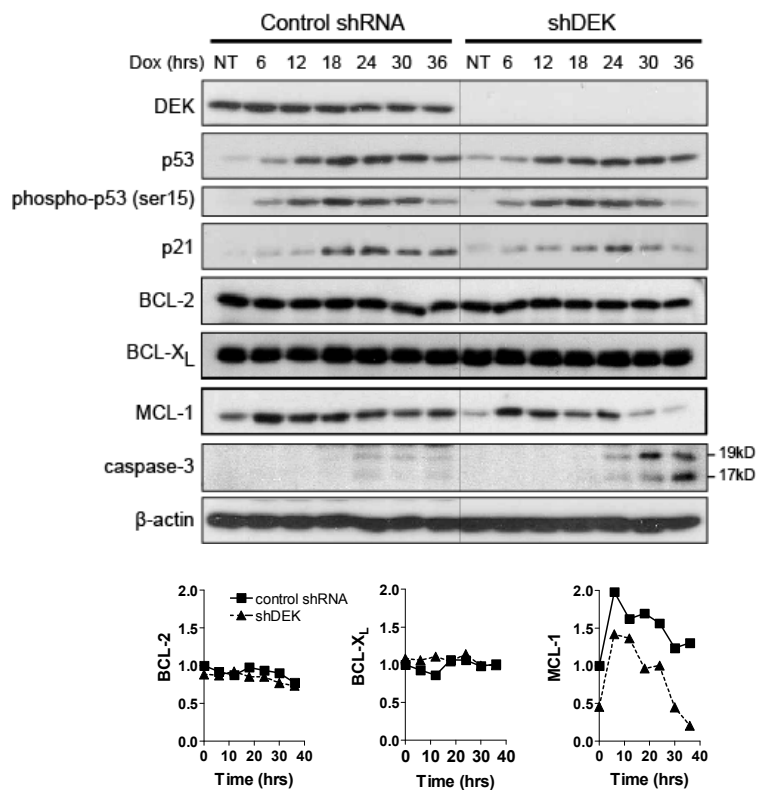 Control shRNA shDEK
Dox (hrs) NT 6 12 18 24 30 36 NT 6 12 18 24 30 36
DEK
p53
phospho-p53 (ser15)
p21
BCL-2
BCL-XL
MCL-1
caspase-3
19kD
17kD
β-actin
BCL-2
2.0
1.5
1.0
0.5
0.0
control shRNA
shDEK
0 10 20 30 40
Time (hrs)
BCL-XL
2.0
1.5
1.0
0.5
0.0
0 10 20 30 40
Time (hrs)
MCL-1
2.0
1.5
1.0
0.5
0.0
0 10 20 30 40
Time (hrs)